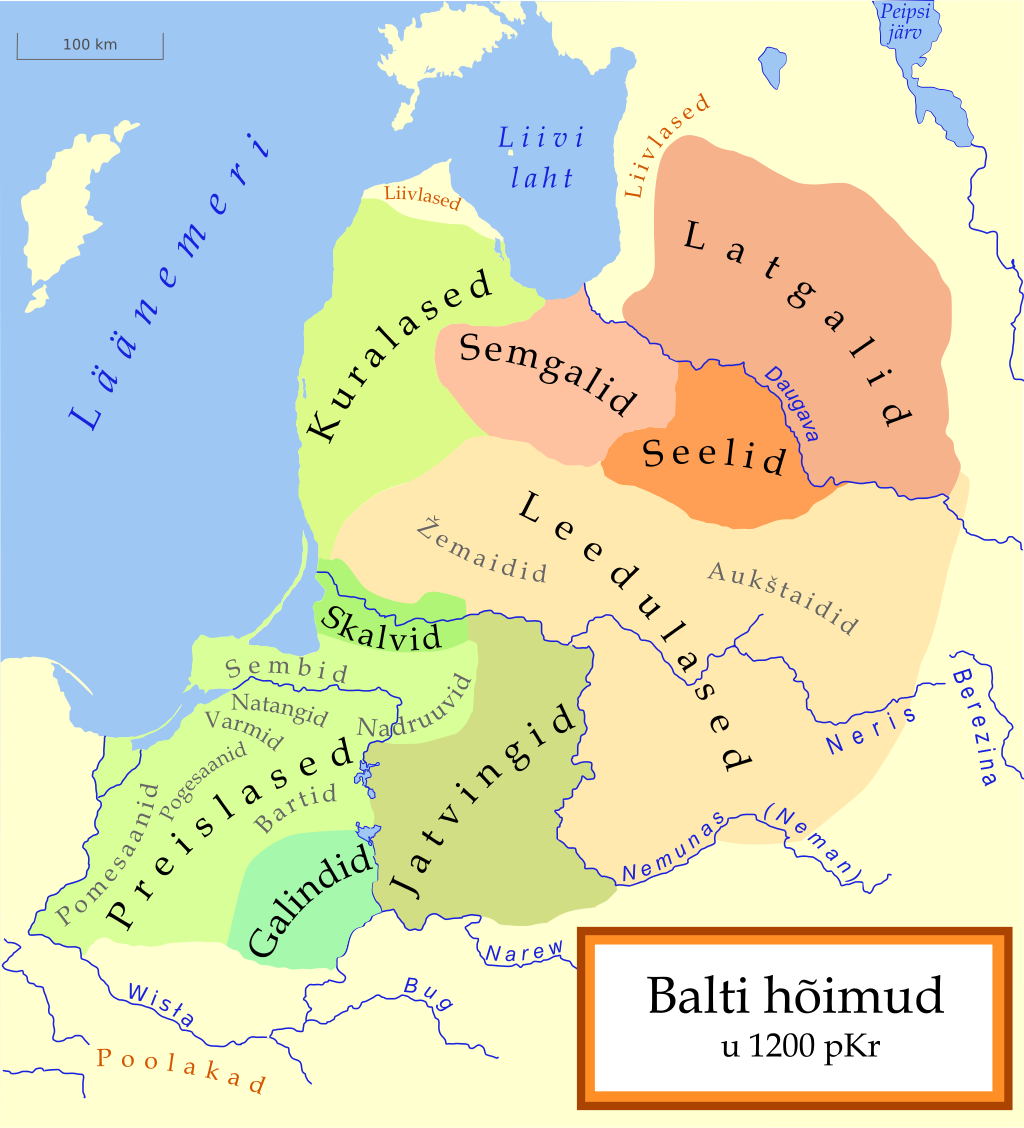 Peipsi
järv
100 km
Liivi
laht
Liivlased
Liivlased
Läänemeri
Latgalid
Kuralased
Semgalid
Daugava
Seelid
Leedulased
Žemaidid
Aukštaidid
Skalvid
Sembid
Natangid
Varmid
Nadruuvid
Pogesaanid
Preislased
Bartid
Pomesaanid
Jatvingid
Galindid
Neris
Berezina
Nemunas (Neman)
Narew
Bug
Wisła
Poolakad
Balti hõimud
u 1200 pKr